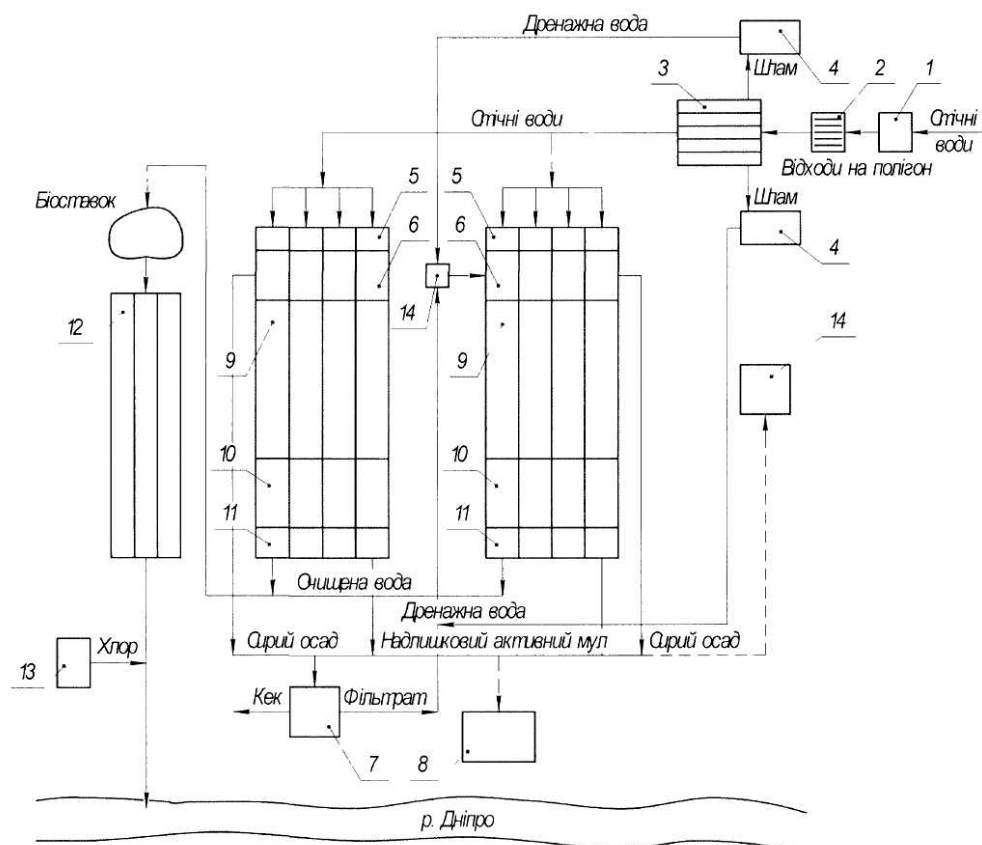 Дренажна вода
4
Шлам
3
2
1
Стічні води
Стічні
води
Відходи на полігон
5
5
Біоставок
Шлам
6
6
4
14
14
12
9
9
10
10
11
11
Очищена вода
Дренажна вода
Хлор
Сирий осад
Надлишковий активний мул
Сирий осад
13
Кек
Фільтрат
7
8
р. Дніпро